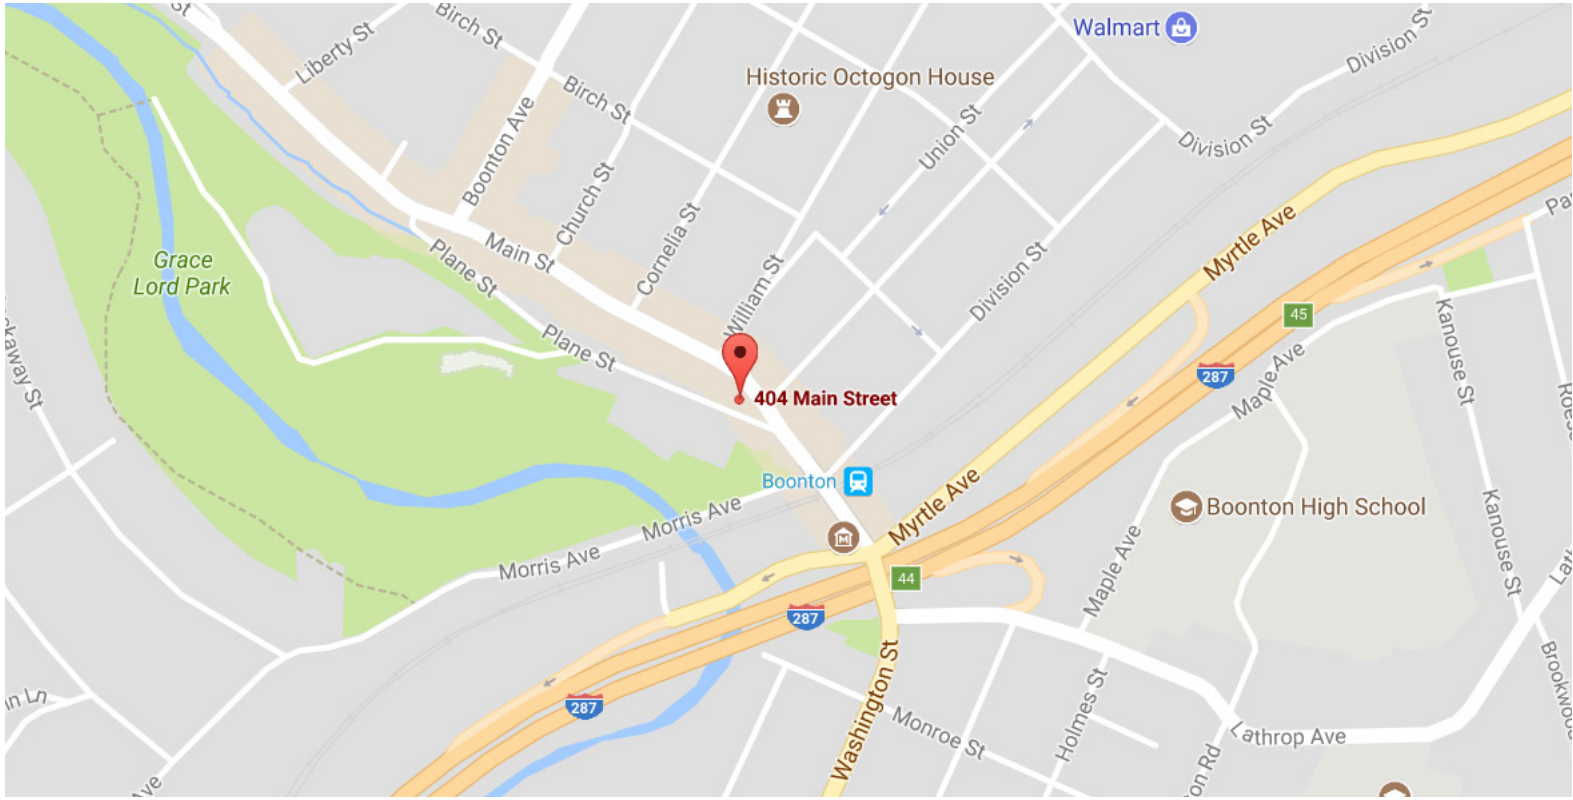 St
Liberty St
Birch St
Walmart
Division St
Historic Octogon House
Birch St
Boonton Ave
Union St
Division St
Church St
Cornelia St
Main St
Plane St
Grace
Lord Park
William St
Division St
Myrtle Ave
45
287
Maple Ave
Kanouse St
Plane St
404 Main Street
Boonton
Morris Ave
Myrtle Ave
Boonton High School
Kanouse St
Morris Ave
M
44
287
Maple Ave
287
Washington St
Monroe St
Holmes St
Lathrop Ave